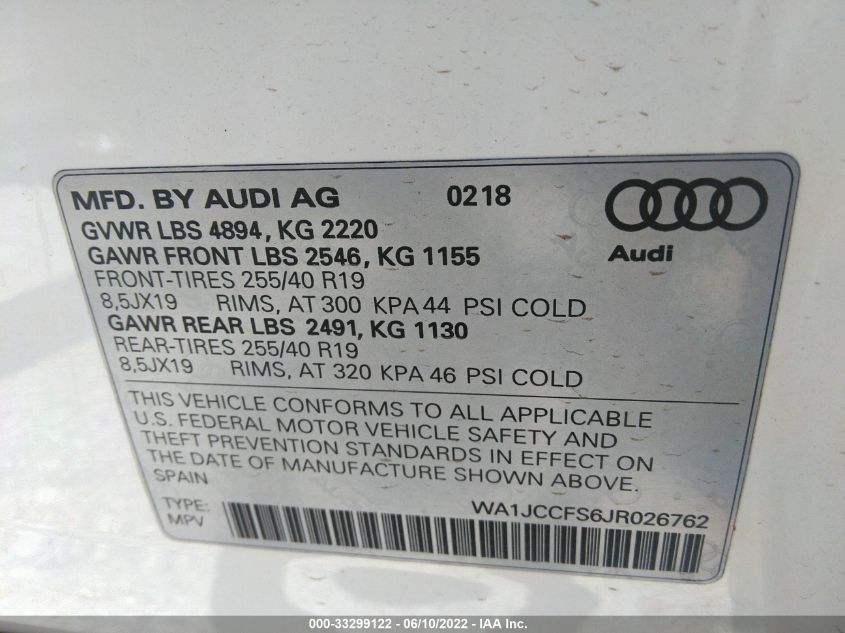 MFD. BY AUDI AG 0218
GVWR LBS 4894, KG 2220
GAWR FRONT LBS 2546, KG 1155
FRONT-TIRES 255/40 R19
8,5JX19 RIMS, AT 300 KPA 44 PSI COLD
GAWR REAR LBS 2491, KG 1130
REAR-TIRES 255/40 R19
8,5JX19 RIMS, AT 320 KPA 46 PSI COLD
Audi
THIS VEHICLE CONFORMS TO ALL APPLICABLE
U.S. FEDERAL MOTOR VEHICLE SAFETY AND
THEFT PREVENTION STANDARDS IN EFFECT ON
THE DATE OF MANUFACTURE SHOWN ABOVE.
SPAIN
WA1JCCFS6JR026762
TYPE:
MPV
000-33299122 - 06/10/2022 - IAA Inc.